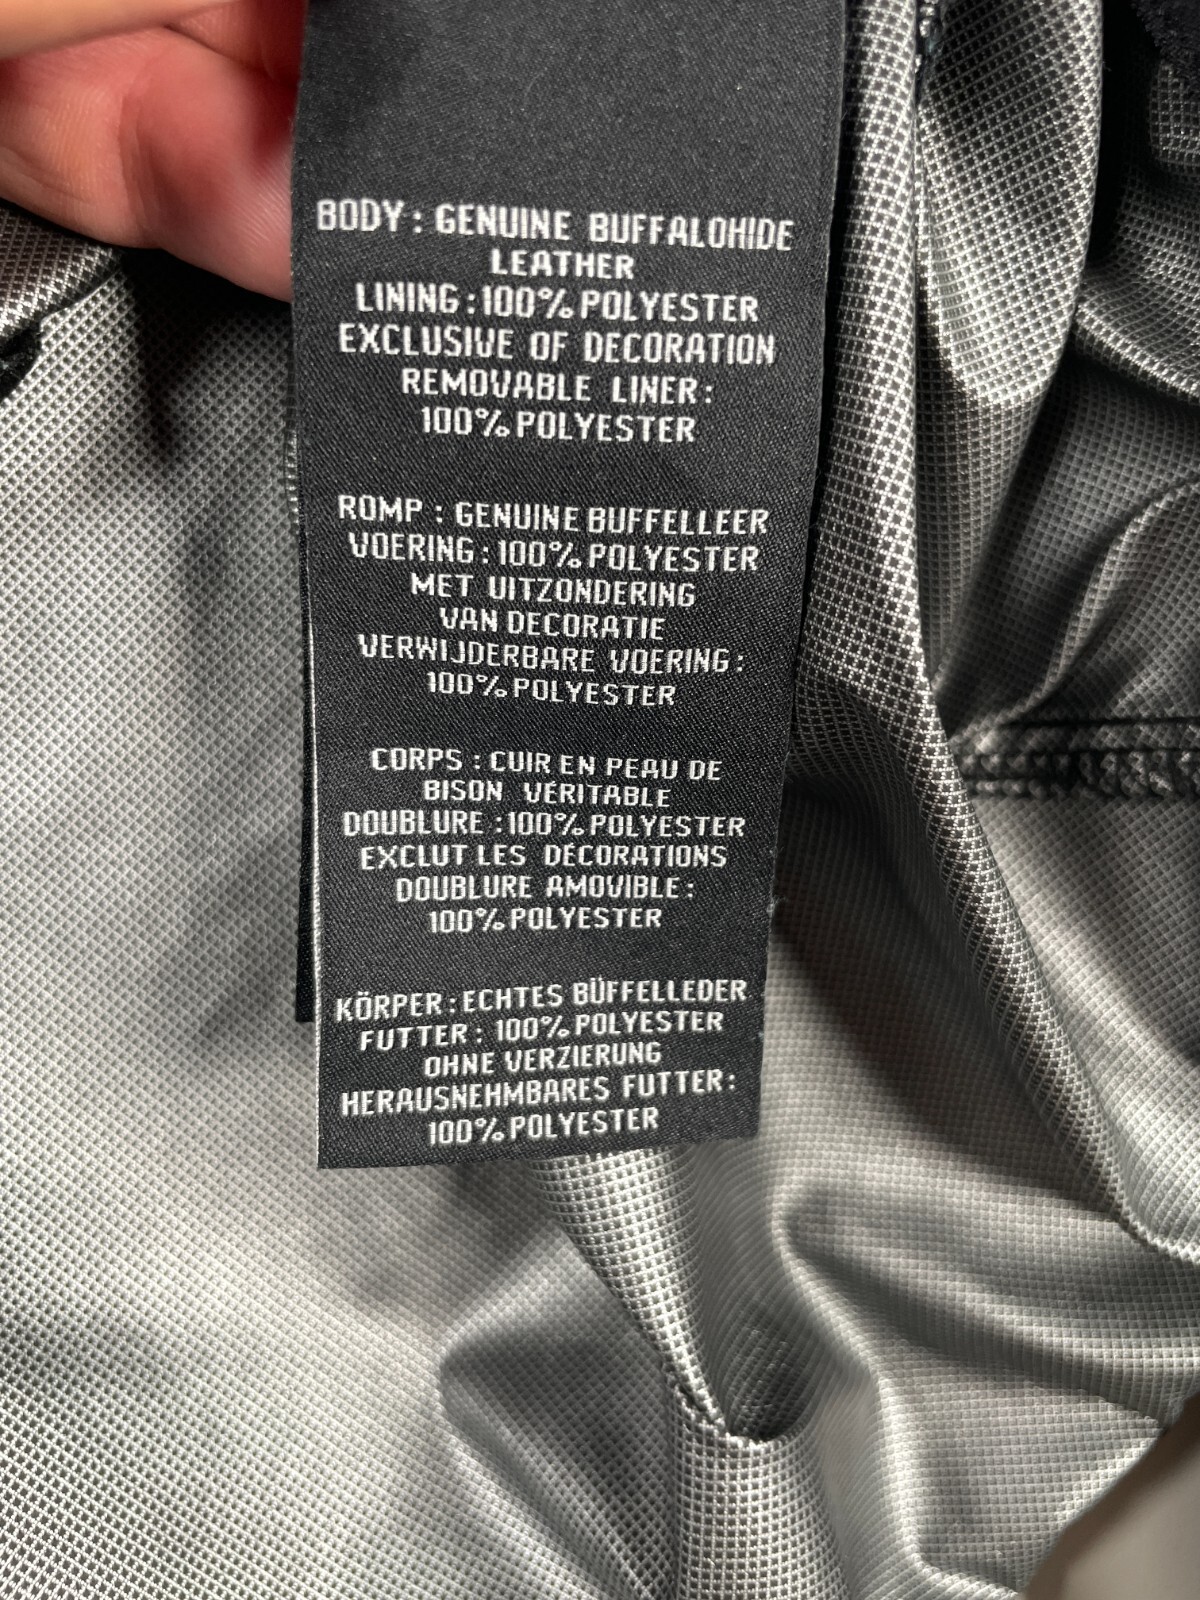 BODY : GENUINE BUFFALOHIDE
LEATHER
LINING : 100% POLYESTER
EXCLUSIVE OF DECORATION
REMOVABLE LINER :
100% POLYESTER
ROMP : GENUINE BUFFELLEER
VOERING : 100% POLYESTER
MET UITZONDERING
VAN DECORATIE
VERWIJDERBARE VOERING :
100% POLYESTER
CORPS : CUIR EN PEAU DE
BISON VÉRITABLE
DOUBLURE : 100% POLYESTER
EXCLUT LES DÉCORATIONS
DOUBLURE AMOVIBLE :
100% POLYESTER
KÖRPER : ECHTES BÜFFELLEDER
FUTTER : 100% POLYESTER
OHNE VERZIERUNG
HERAUSNEHMBARES FUTTER :
100% POLYESTER